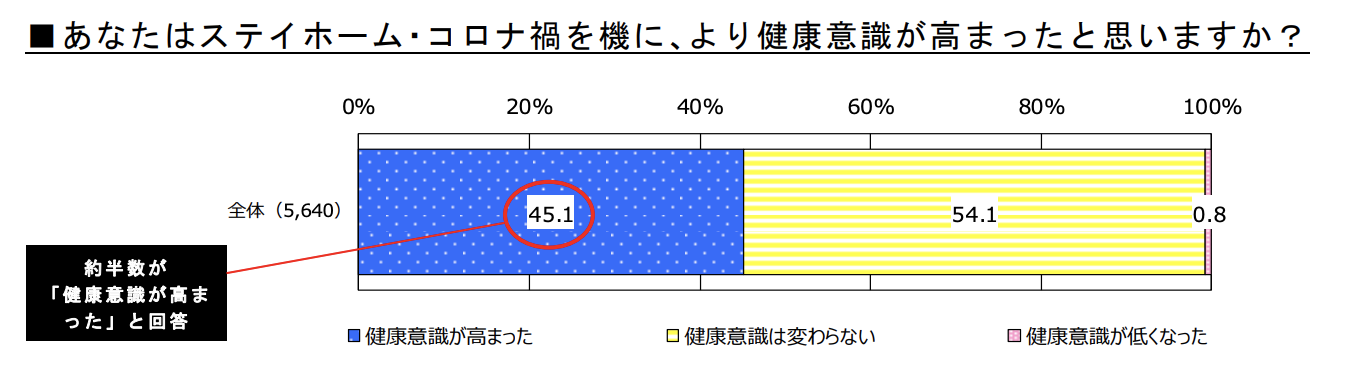 ■あなたはステイホーム・コロナ禍を機に、より健康意識が高まったと思いますか？
0% 20% 40% 60% 80% 100%
全体（5,640）
45.1 54.1 0.8
約半数が
「健康意識が高ま
った」と回答
健康意識が高まった 健康意識は変わらない 健康意識が低くなった